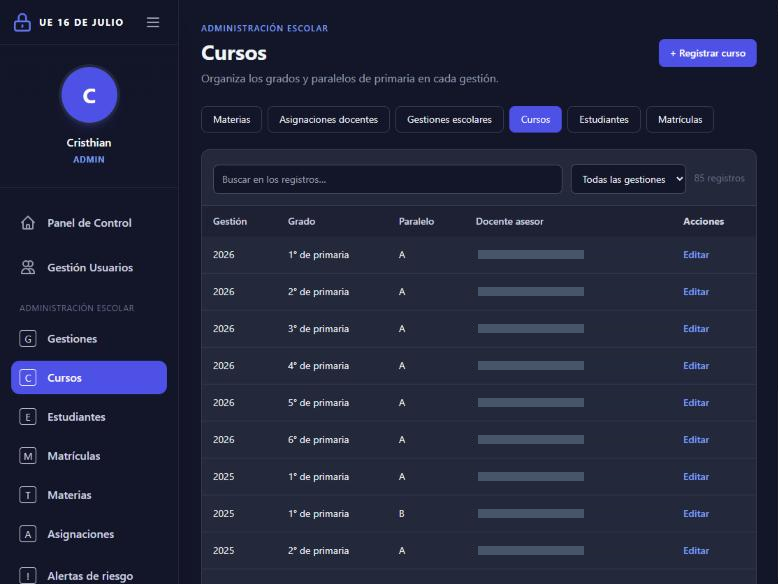 UE 16 DE JULIO
C
Cristhian
ADMIN
Panel de Control
Gestión Usuarios
ADMINISTRACIÓN ESCOLAR
G Gestiones
C Cursos
E Estudiantes
M Matrículas
T Materias
A Asignaciones
! Alertas de riesgo
ADMINISTRACIÓN ESCOLAR
Cursos
+ Registrar curso
Organiza los grados y paralelos de primaria en cada gestión.
Materias Asignaciones docentes Gestiones escolares Cursos Estudiantes Matrículas
Buscar en los registros... Todas las gestiones 85 registros
Gestión Grado Paralelo Docente asesor Acciones
2026 1° de primaria A Editar
2026 2° de primaria A Editar
2026 3° de primaria A Editar
2026 4° de primaria A Editar
2026 5° de primaria A Editar
2026 6° de primaria A Editar
2025 1° de primaria A Editar
2025 1° de primaria B Editar
2025 2° de primaria A Editar